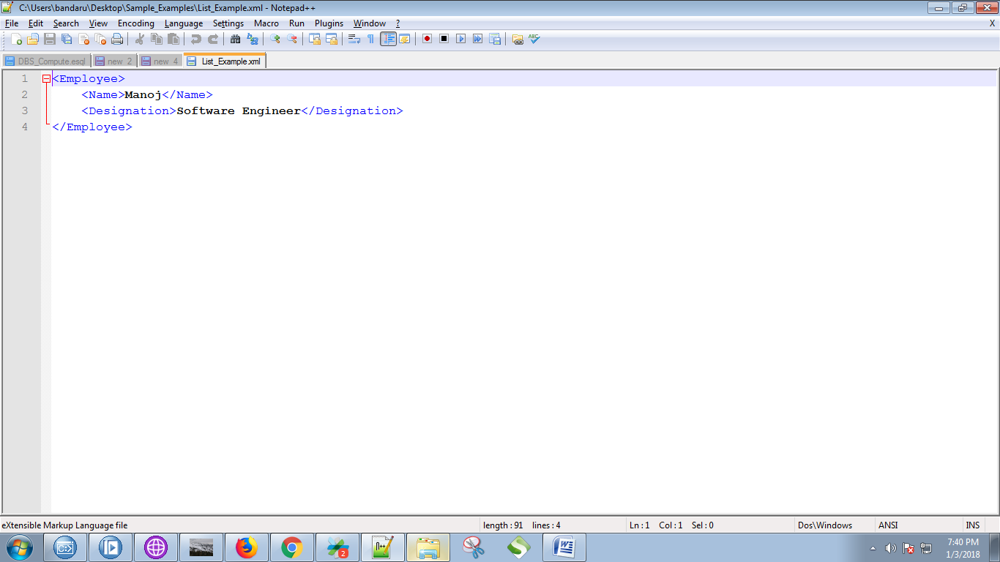 C:\Users\bandaru\Desktop\Sample_Examples\List_Example.xml - Notepad++
File Edit Search View Encoding Language Settings Macro Run Plugins Window ? X
DBS_Compute.esql new 2 new 4 List_Example.xml
1 <Employee>
2 <Name>Manoj</Name>
3 <Designation>Software Engineer</Designation>
4 </Employee>
eXtensible Markup Language file length : 91 lines : 4 Ln : 1 Col : 1 Sel : 0 Dos\Windows ANSI INS
7:40 PM
1/3/2018